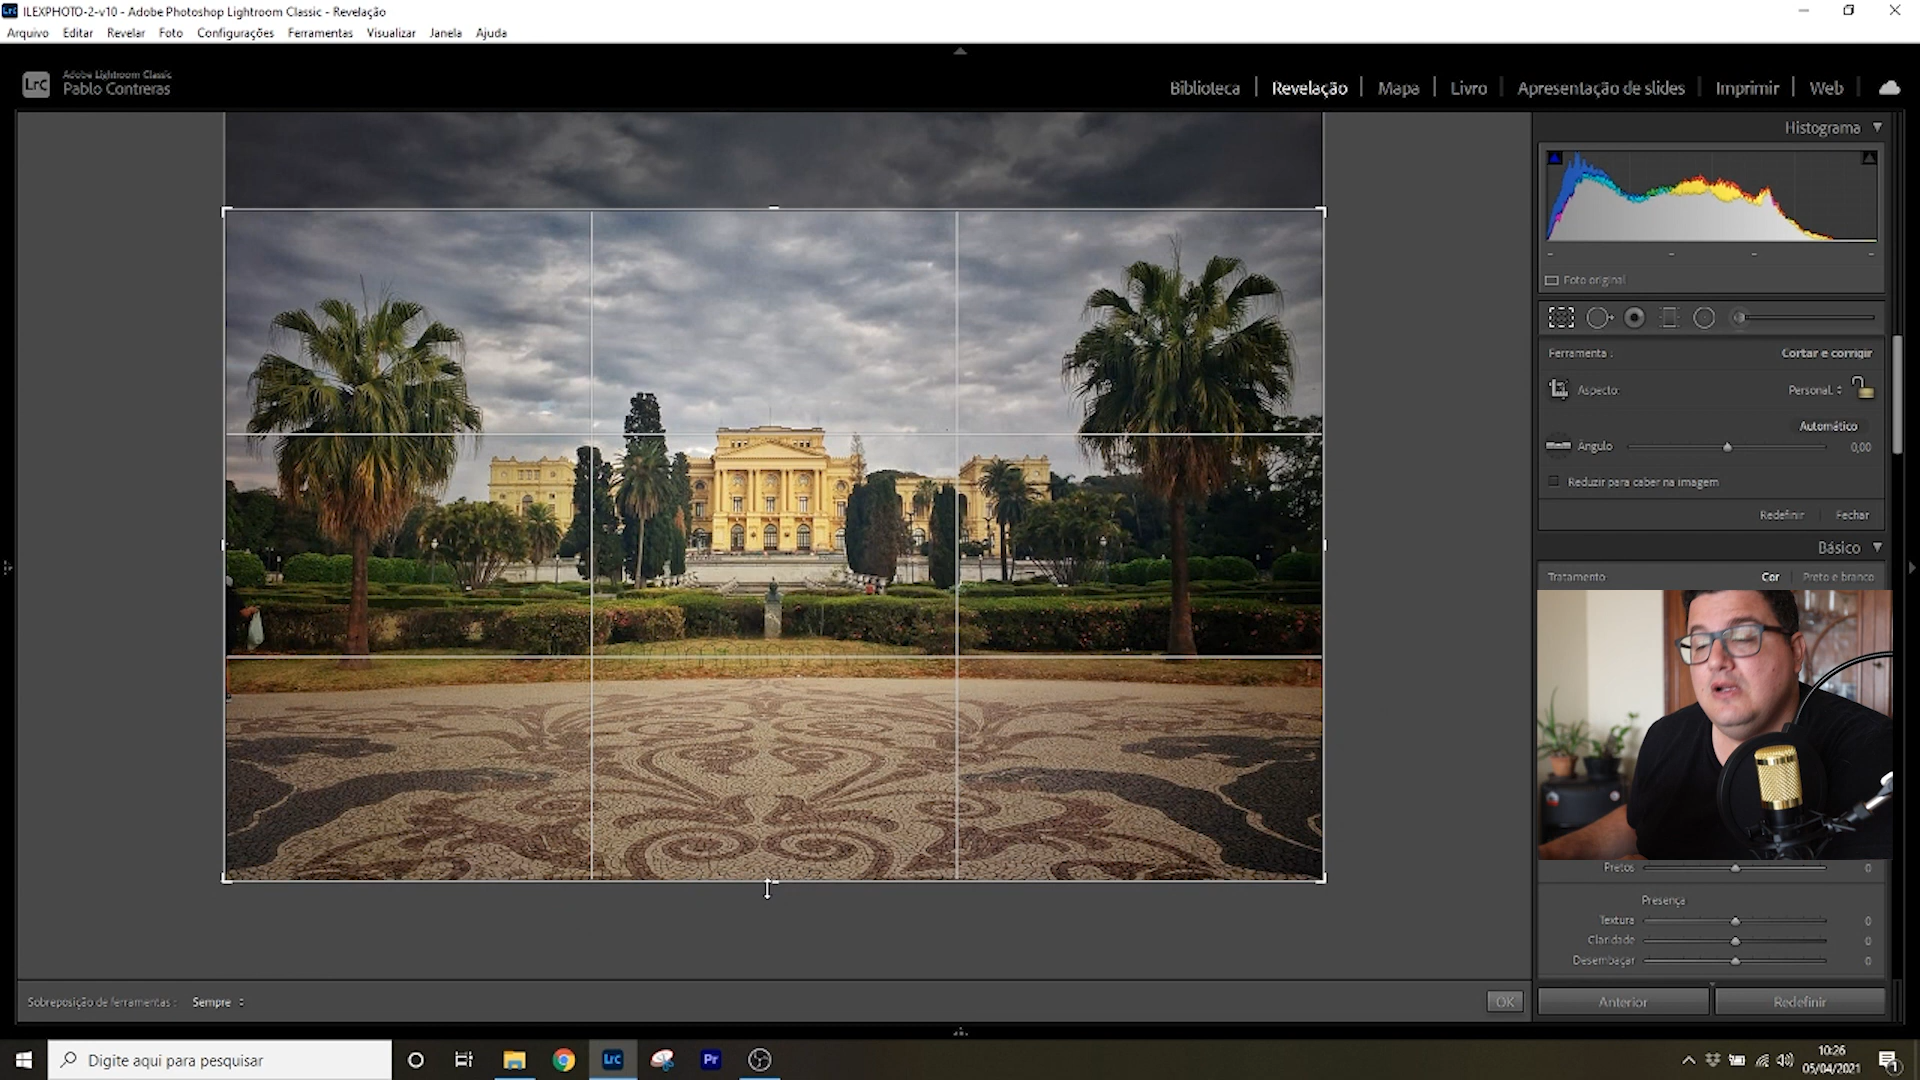 ILEXPHOTO-2-v10 - Adobe Photoshop Lightroom Classic - Revelação
Arquivo Editar Revelar Foto Configurações Ferramentas Visualizar Janela Ajuda
LrC
Adobe Lightroom Classic
Pablo Contreras
Biblioteca | Revelação | Mapa | Livro | Apresentação de slides | Imprimir | Web
Histograma
Foto original
Ferramenta : Cortar e corrigir
Aspecto: Personal.
Automático
Ângulo 0,00
Reduzir para caber na imagem
Redefinir Fechar
Básico
Tratamento: Cor | Preto e branco
Pretos 0
Presença
Textura 0
Claridade 0
Desembaçar 0
Sobreposição de ferramentas : Sempre
OK
Anterior Redefinir
Digite aqui para pesquisar
LrC
Pr
10:26
05/04/2021
1